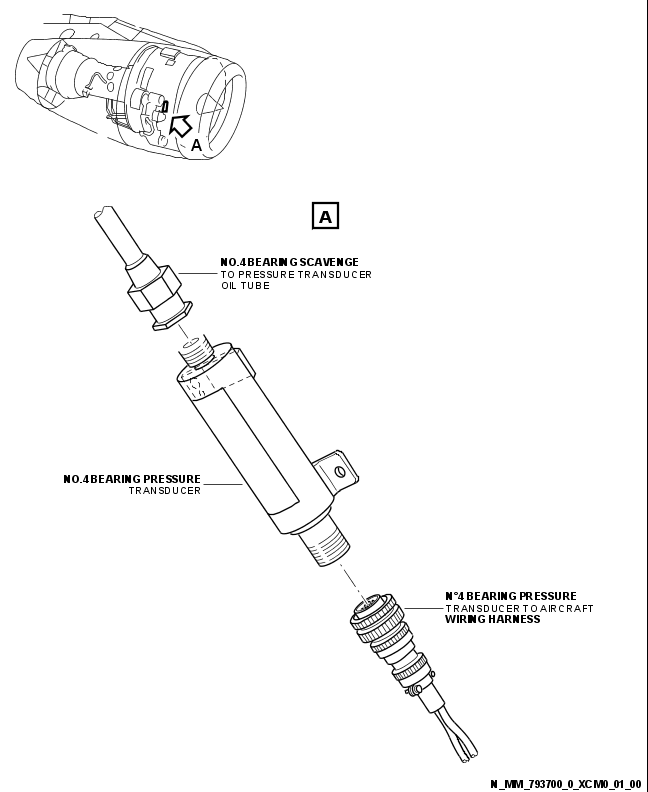 A
A
NO.4 BEARING SCAVENGE
TO PRESSURE TRANSDUCER
OIL TUBE
NO.4 BEARING PRESSURE
TRANSDUCER
N°4 BEARING PRESSURE
TRANSDUCER TO AIRCRAFT
WIRING HARNESS
N_MM_793700_0_XCM0_01_00